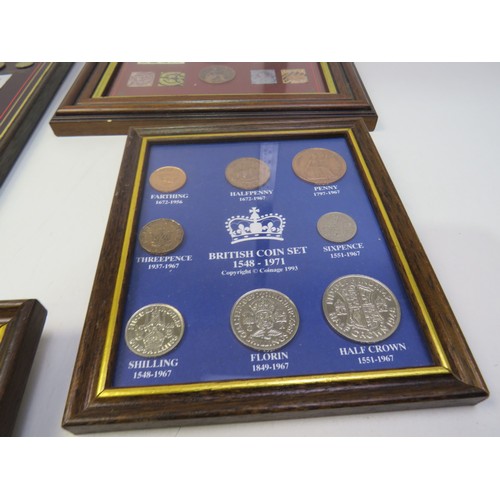 FARTHING
1672-1956
HALFPENNY
1672-1967
PENNY
1797-1967
THREEPENCE
1937-1967
BRITISH COIN SET
1548 - 1971
Copyright © Coinage 1993
SIXPENCE
1551-1967
SHILLING
1548-1967
FLORIN
1849-1967
HALF CROWN
1551-1967